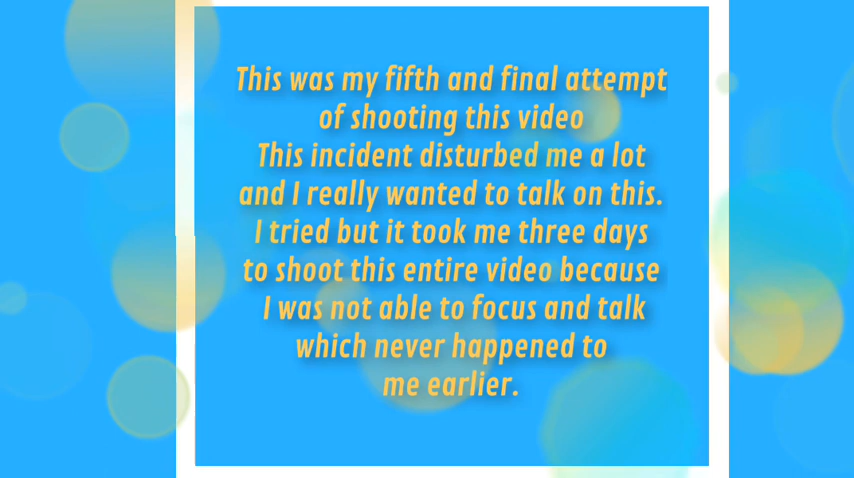 This was my fifth and final attempt
of shooting this video
This incident disturbed me a lot
and I really wanted to talk on this.
I tried but it took me three days
to shoot this entire video because
I was not able to focus and talk
which never happened to
me earlier.